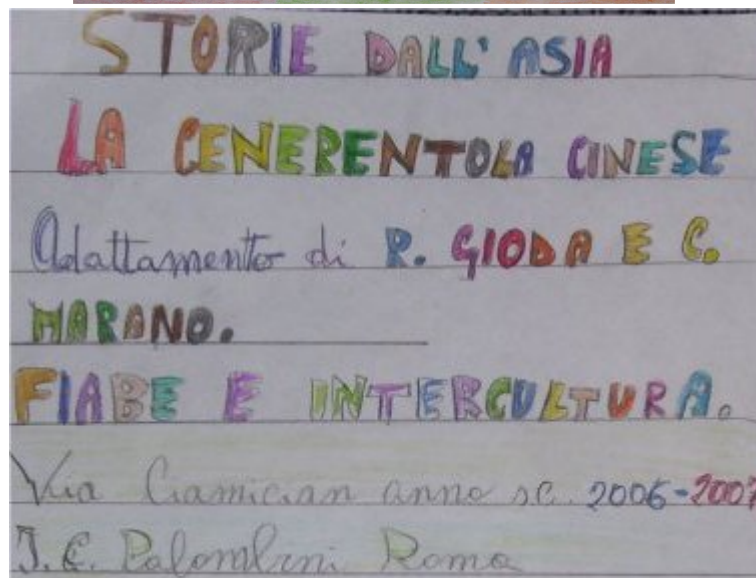 STORIE DALL' ASIA
LA CENERENTOLA CINESE
Adattamento di R. GIODA E C.
MARANO.
FIABE E INTERCULTURA.
Via Ciamician anno sc. 2006-2007
I.C. Palombini Roma